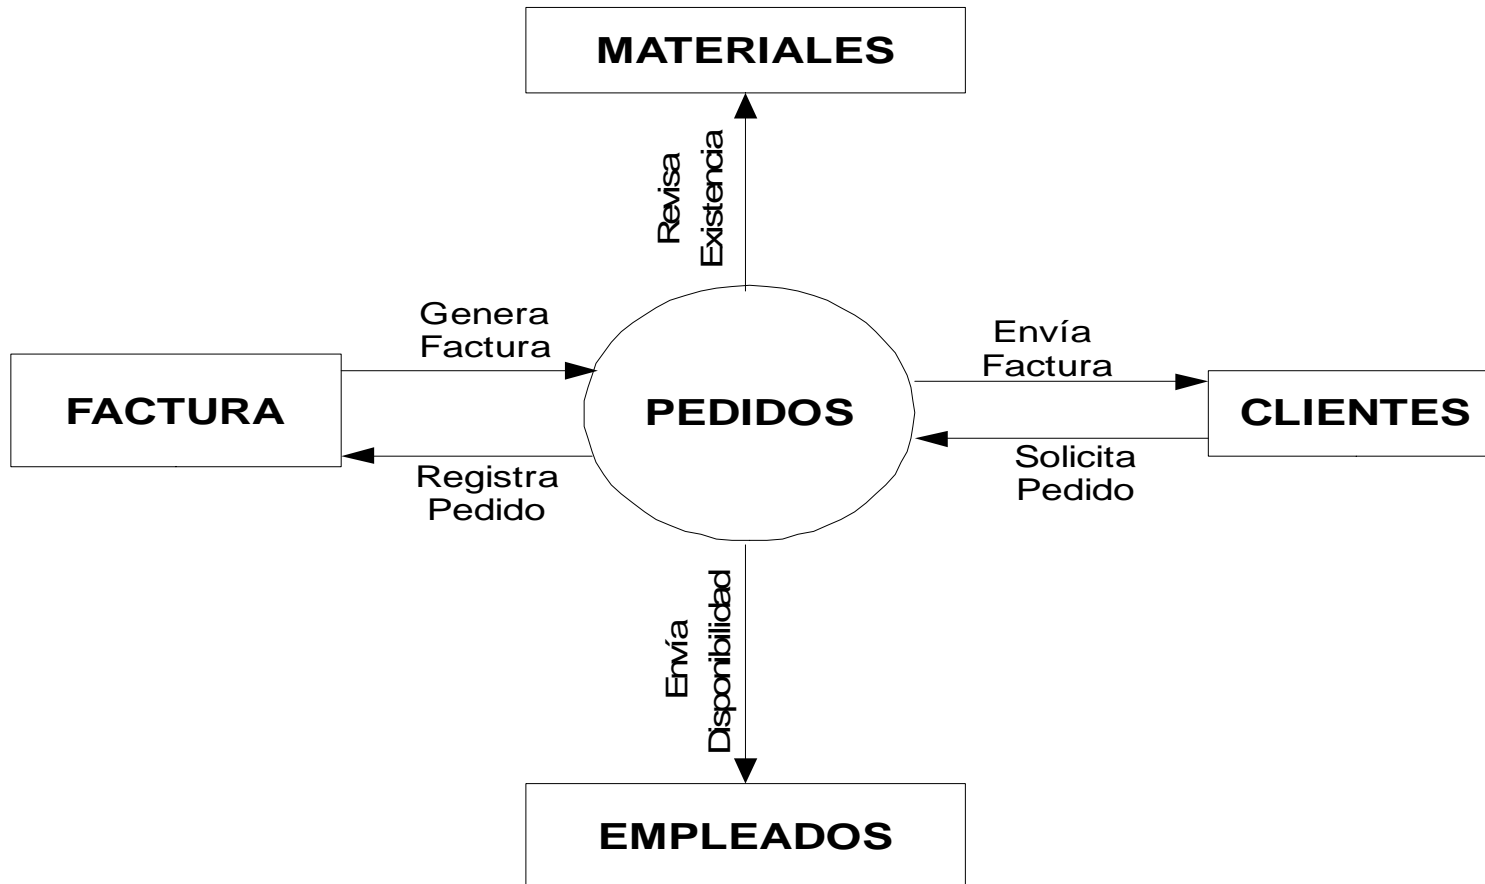 MATERIALES
Revisa
Existencia
Genera
Factura
Envía
Factura
FACTURA
PEDIDOS
CLIENTES
Registra
Pedido
Solicita
Pedido
Envía
Disponibilidad
EMPLEADOS